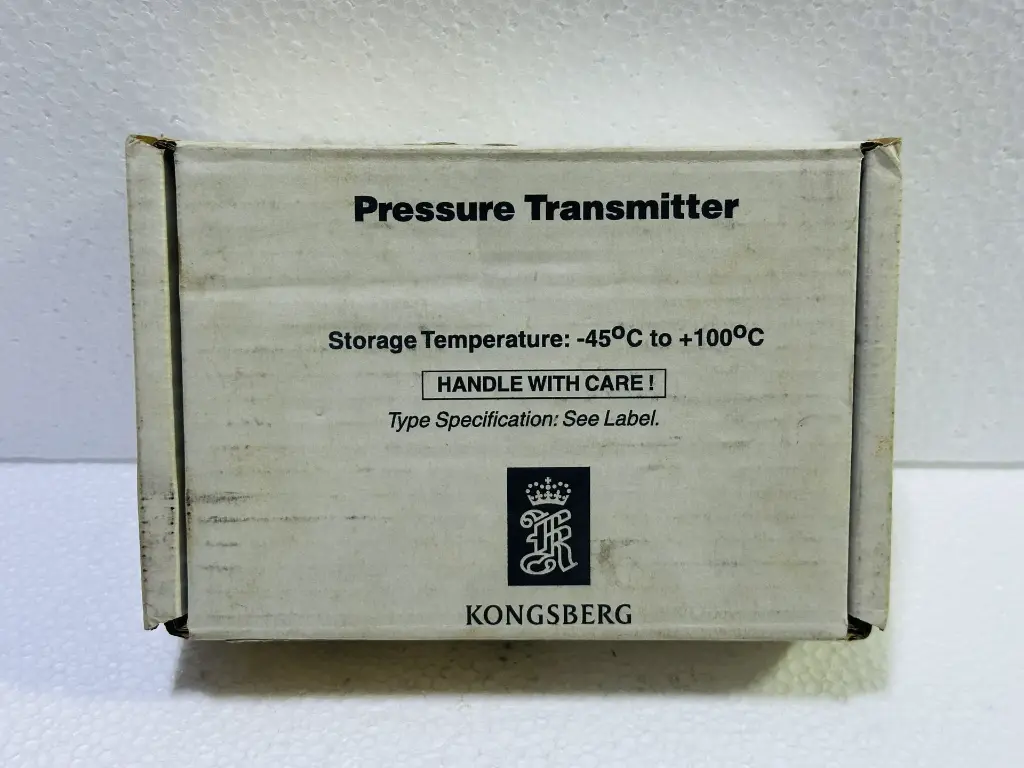 Pressure Transmitter
Storage Temperature: -45ºC to +100ºC
HANDLE WITH CARE !
Type Specification: See Label.
KONGSBERG